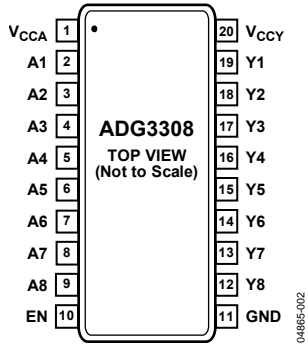 VCCA 1 20 VCCY
A1 2 19 Y1
A2 3 18 Y2
A3 4 ADG3308 17 Y3
A4 5 TOP VIEW 16 Y4
(Not to Scale)
A5 6 15 Y5
A6 7 14 Y6
A7 8 13 Y7
A8 9 12 Y8
EN 10 11 GND
04865-002